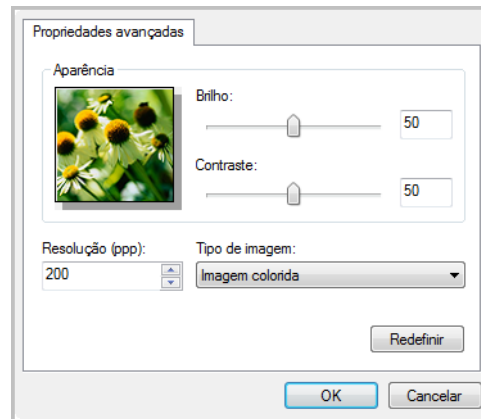 Propriedades avançadas
Aparência
Brilho:
50
Contraste:
50
Resolução (ppp):
200
Tipo de imagem:
Imagem colorida
Redefinir
OK
Cancelar